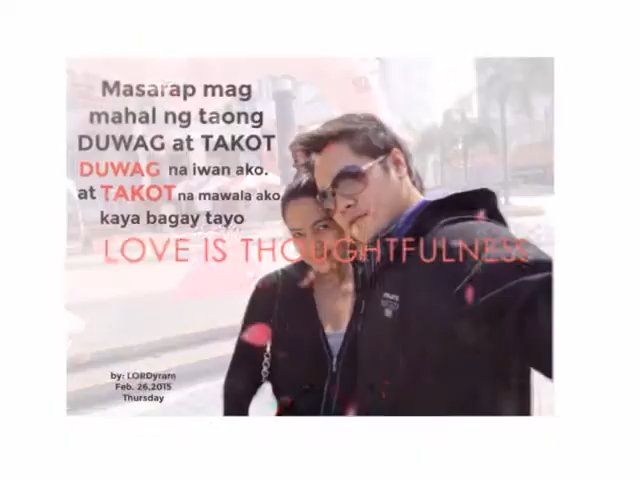 Masarap mag
mahal ng taong
DUWAG at TAKOT
DUWAG na iwan ako.
at TAKOT na mawala ako
kaya bagay tayo
LOVE IS THOUGHTFULNESS
by: LORDyram
Feb. 26,2015
Thursday